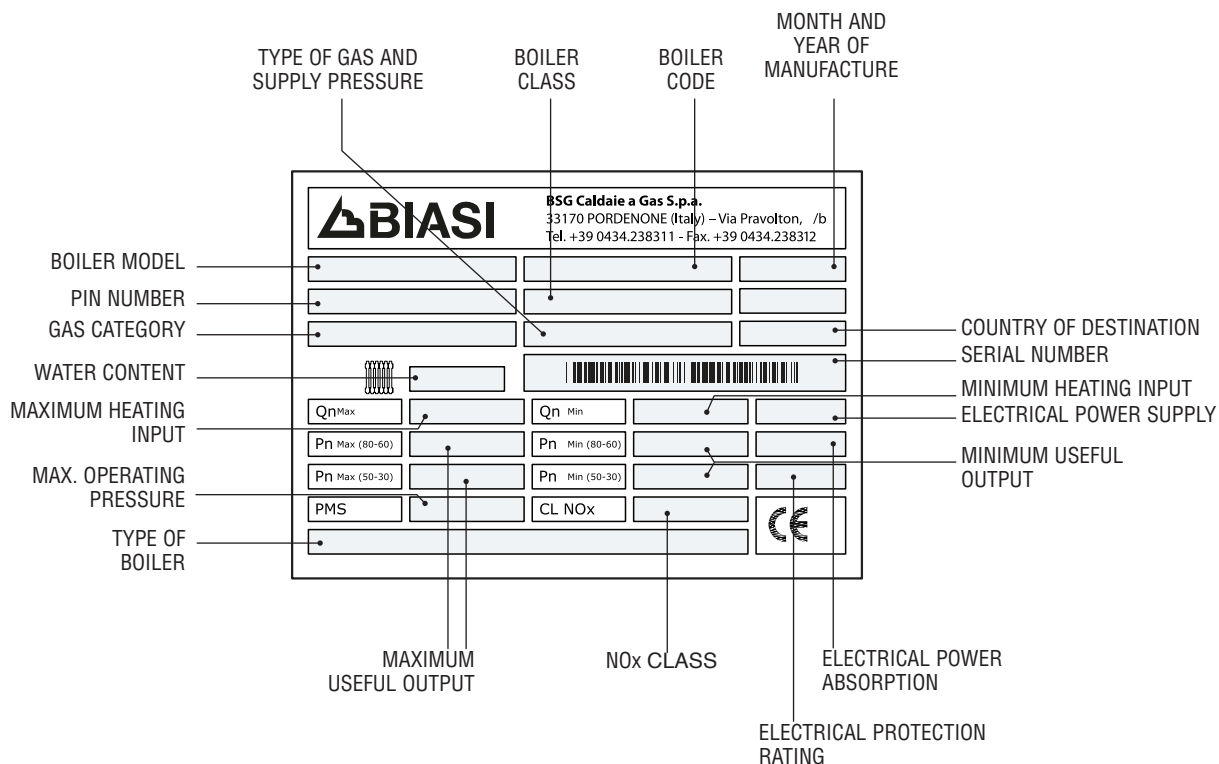 MONTH AND
YEAR OF
MANUFACTURE
TYPE OF GAS AND
SUPPLY PRESSURE
BOILER
CLASS
BOILER
CODE
BIASI
BSG Caldaie a Gas S.p.a.
33170 PORDENONE (Italy) – Via Pravolton, /b
Tel. +39 0434.238311 - Fax. +39 0434.238312
BOILER MODEL
PIN NUMBER
GAS CATEGORY
COUNTRY OF DESTINATION
SERIAL NUMBER
WATER CONTENT
MINIMUM HEATING INPUT
MAXIMUM HEATING
INPUT
Qn Max
Qn Min
ELECTRICAL POWER SUPPLY
Pn Max (80-60)
Pn Min (80-60)
MINIMUM USEFUL
OUTPUT
MAX. OPERATING
PRESSURE
Pn Max (50-30)
Pn Min (50-30)
PMS
CL NOx
CE
TYPE OF
BOILER
MAXIMUM
USEFUL OUTPUT
NOx CLASS
ELECTRICAL POWER
ABSORPTION
ELECTRICAL PROTECTION
RATING